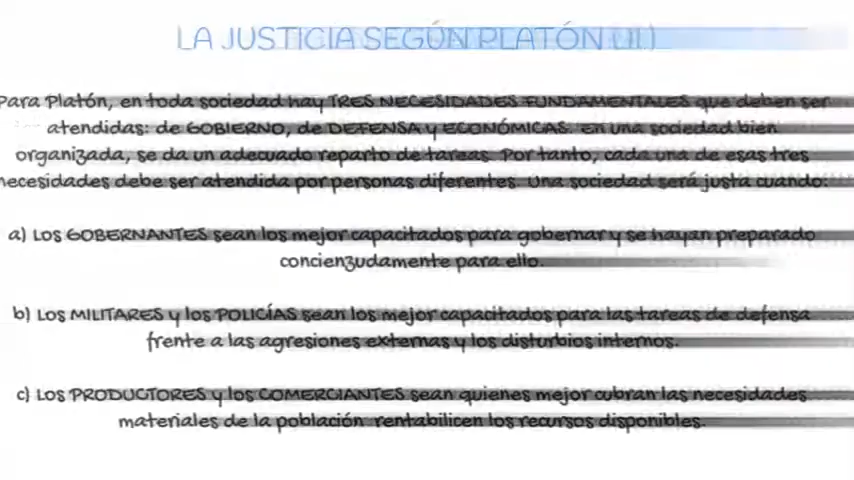 LA JUSTICIA SEGÚN PLATÓN (II)
Para Platón, en toda sociedad hay TRES NECESIDADES FUNDAMENTALES que deben ser
atendidas: de GOBIERNO, de DEFENSA y ECONÓMICAS. En una sociedad bien
organizada, se da un adecuado reparto de tareas. Por tanto, cada una de esas tres
necesidades debe ser atendida por personas diferentes. Una sociedad será justa cuando:
a) Los GOBERNANTES sean los mejor capacitados para gobernar y se hayan preparado
concienzudamente para ello.
b) Los MILITARES y los POLICÍAS sean los mejor capacitados para las tareas de defensa
frente a las agresiones externas y los disturbios internos.
c) Los PRODUCTORES y los COMERCIANTES sean quienes mejor cubran las necesidades
materiales de la población rentabilicen los recursos disponibles.